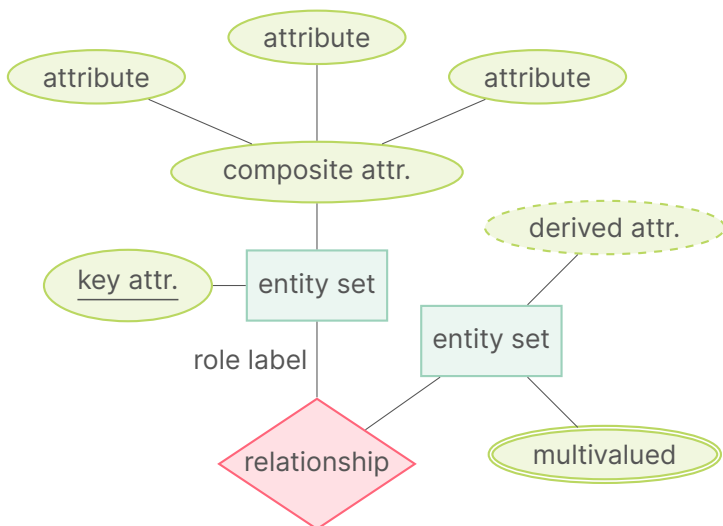 attribute
attribute
attribute
composite attr.
derived attr.
key attr.
entity set
entity set
role label
relationship
multivalued